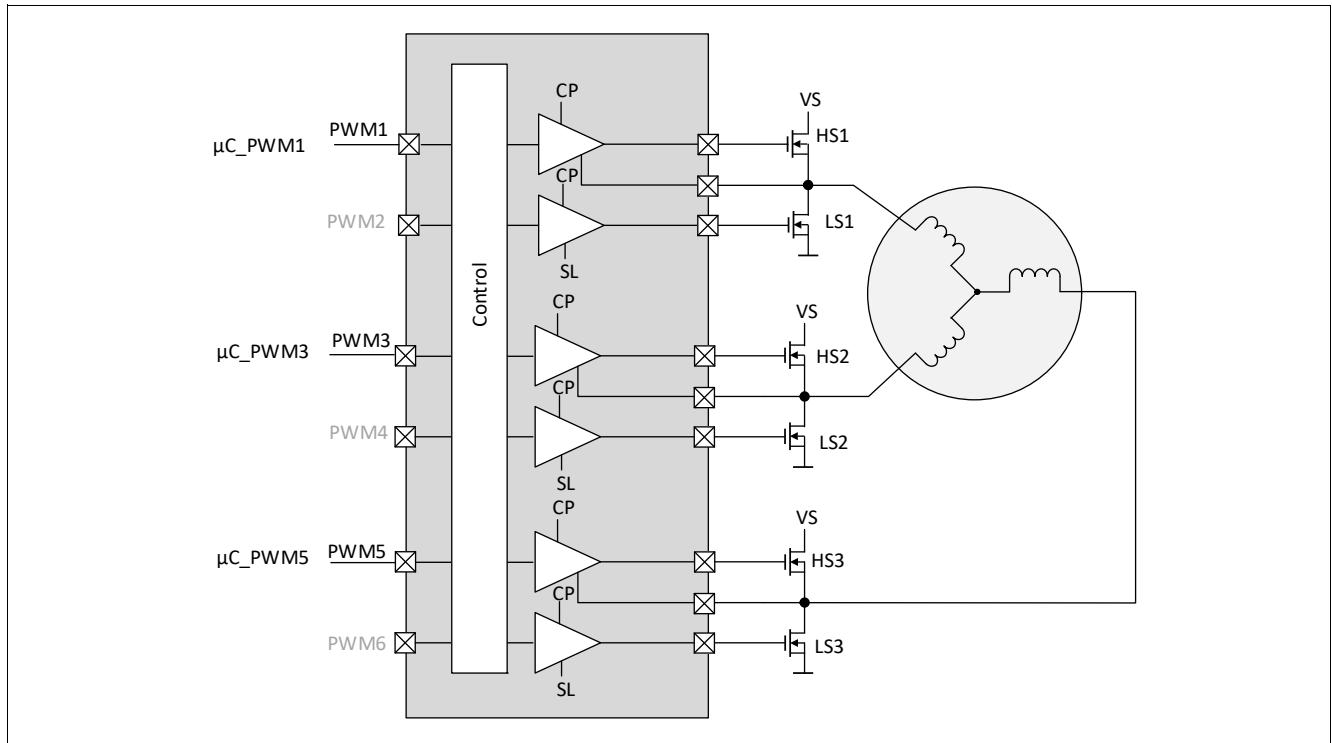 CP
VS
PWM1
HS1
µC_PWM1
CP
PWM2
LS1
SL
Control
CP
VS
PWM3
µC_PWM3
HS2
CP
PWM4
LS2
SL
CP
VS
PWM5
µC_PWM5
HS3
CP
PWM6
LS3
SL